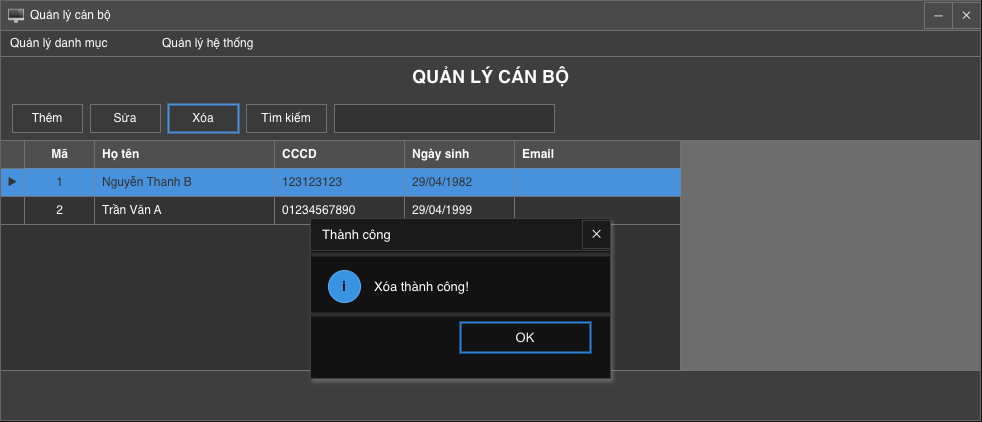 Quản lý cán bộ
Quản lý danh mục Quản lý hệ thống
QUẢN LÝ CÁN BỘ
Thêm Sửa Xóa Tìm kiếm
Mã Họ tên CCCD Ngày sinh Email
1 Nguyễn Thanh B 123123123 29/04/1982
2 Trần Văn A 01234567890 29/04/1999
Thành công
i Xóa thành công!
OK